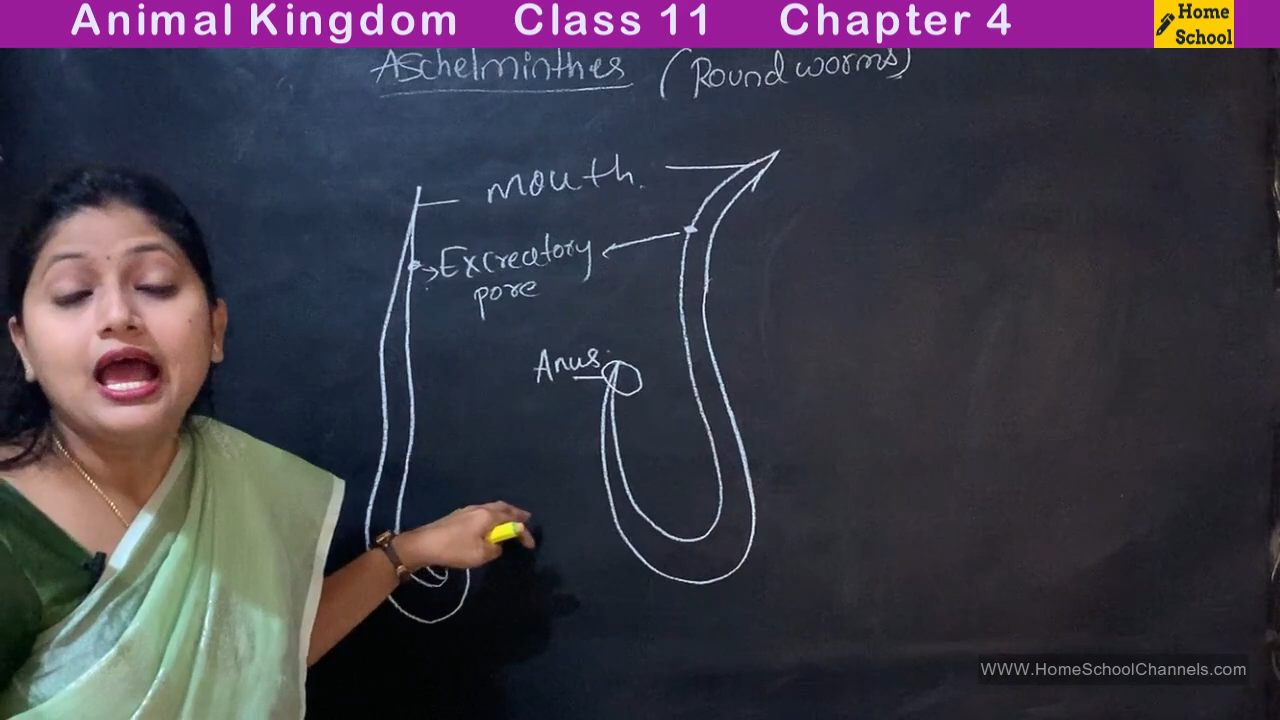 Animal Kingdom Class 11 Chapter 4
Home
School
Aschelminthes (Roundworms)
mouth.
Excreatory
pore
Anus
WWW.HomeSchoolChannels.com